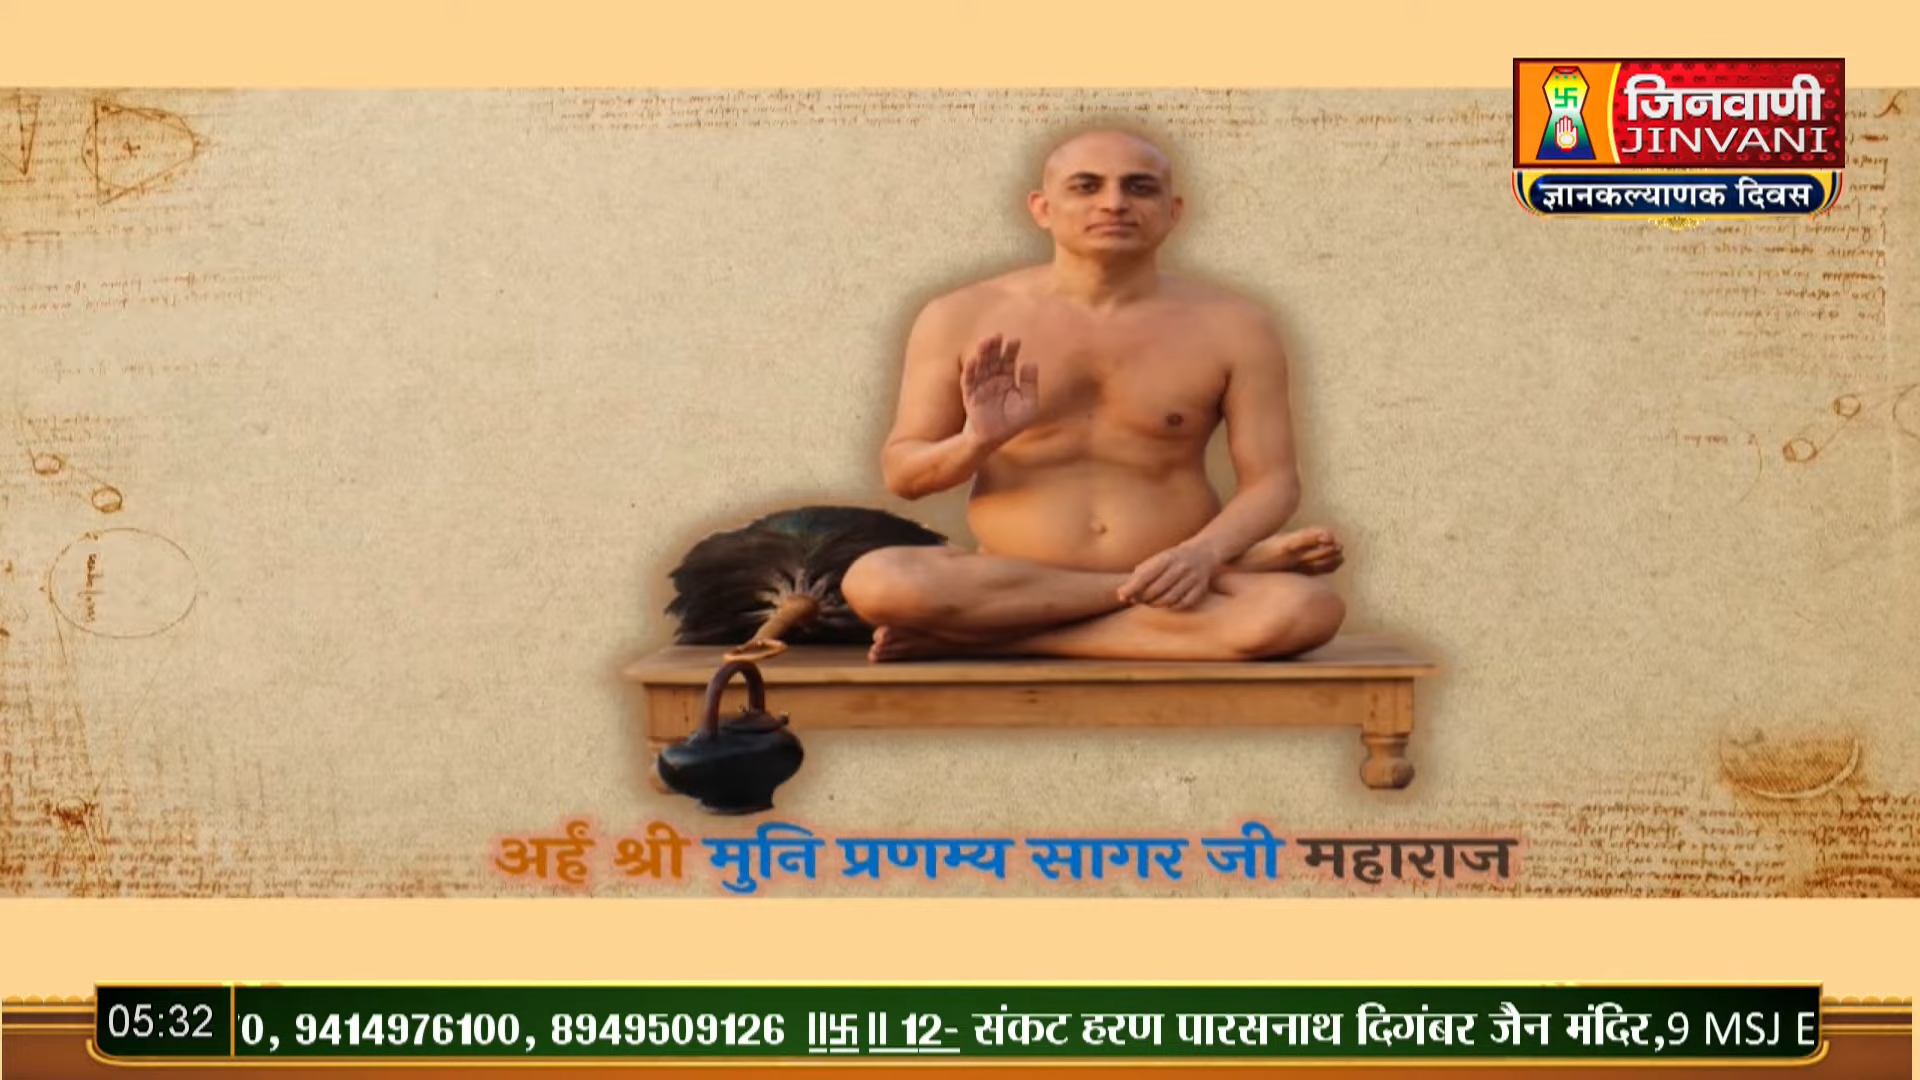 जिनवाणी
JINVANI
ज्ञानकल्याणक दिवस
अर्हं श्री मुनि प्रणम्य सागर जी महाराज
05:32
0, 9414976100, 8949509126 ॥卐॥ 12- संकट हरण पारसनाथ दिगंबर जैन मंदिर,9 MSJ E